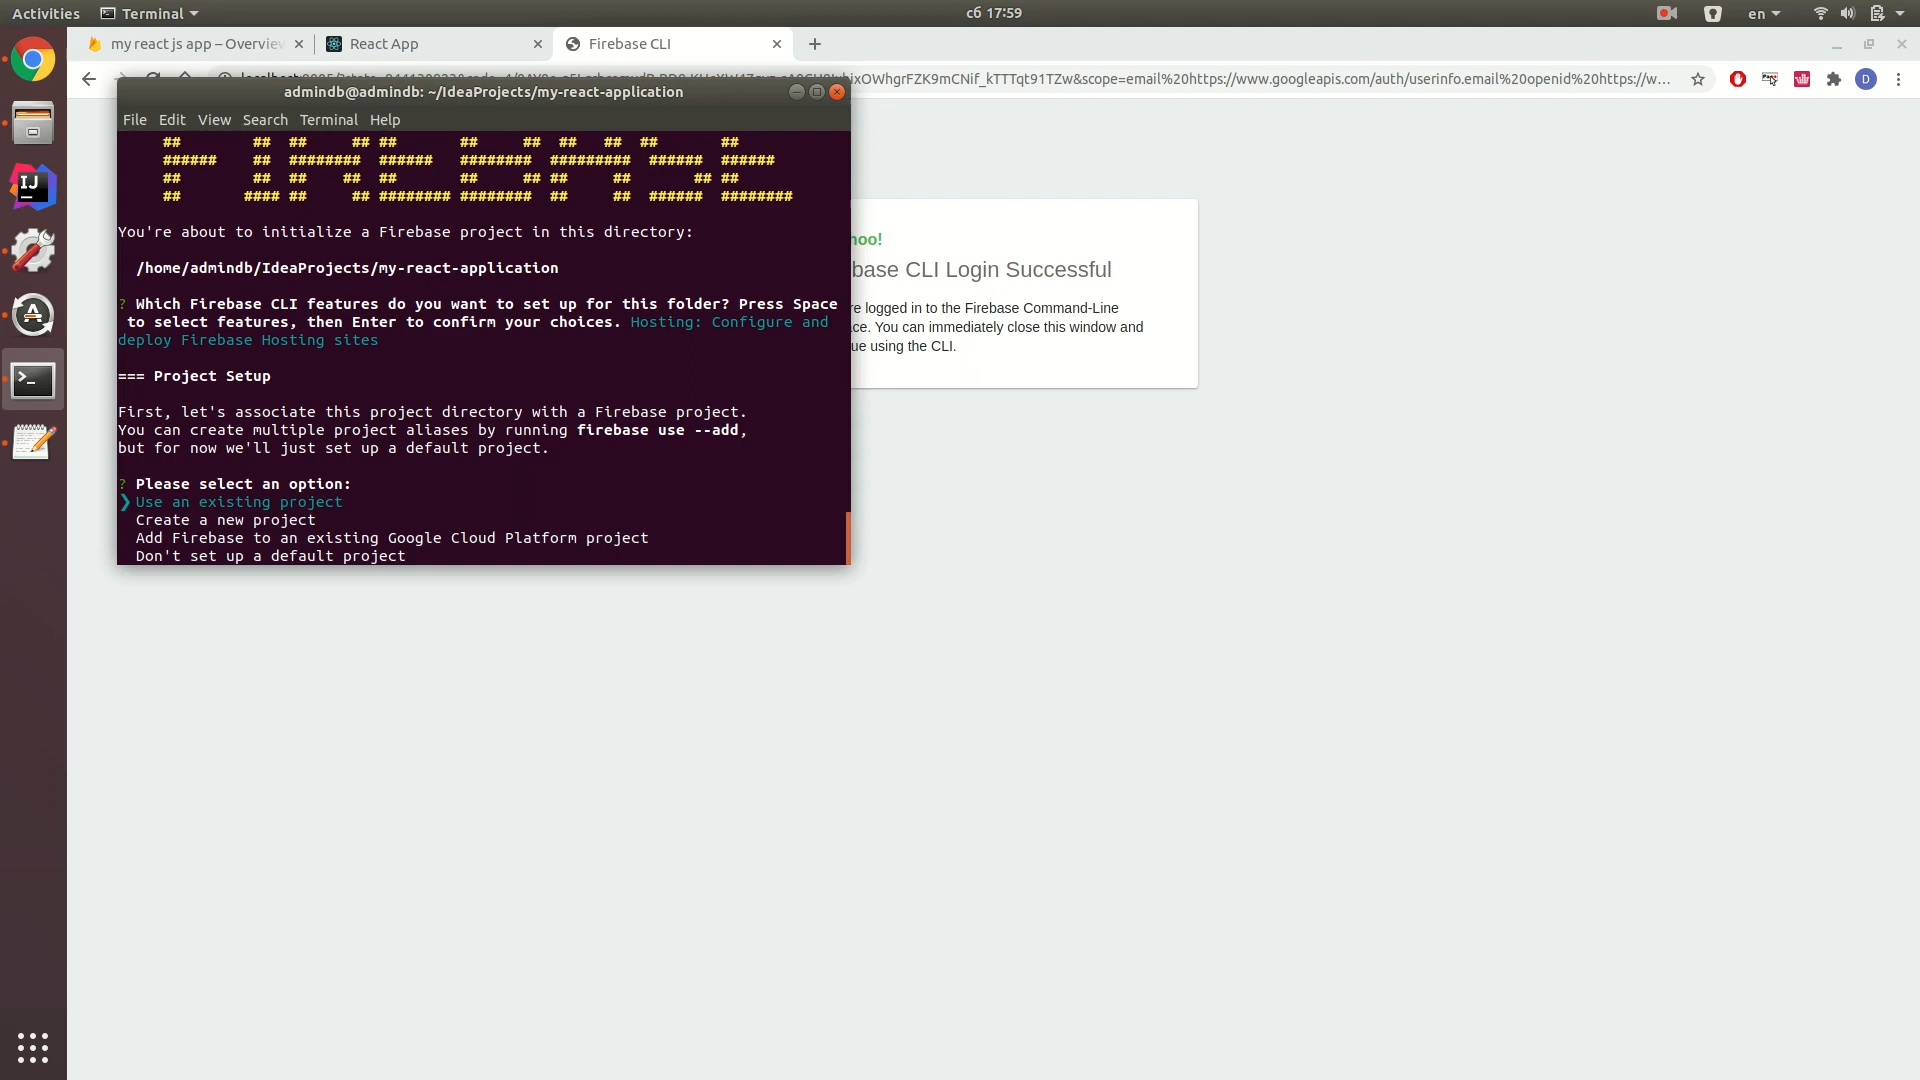 Activities
Terminal
сб 17:59
en
my react js app – Overview
React App
Firebase CLI
ixOWhgrFZK9mCNif_kTTTqt91TZw&scope=email%20https://www.googleapis.com/auth/userinfo.email%20openid%20https://w...
D
admindb@admindb: ~/IdeaProjects/my-react-application
File Edit View Search Terminal Help
You're about to initialize a Firebase project in this directory:
/home/admindb/IdeaProjects/my-react-application
? Which Firebase CLI features do you want to set up for this folder? Press Space
to select features, then Enter to confirm your choices. Hosting: Configure and
deploy Firebase Hosting sites
=== Project Setup
First, let's associate this project directory with a Firebase project.
You can create multiple project aliases by running firebase use --add,
but for now we'll just set up a default project.
? Please select an option:
❯ Use an existing project
Create a new project
Add Firebase to an existing Google Cloud Platform project
Don't set up a default project
hoo!
base CLI Login Successful
re logged in to the Firebase Command-Line
ce. You can immediately close this window and
ue using the CLI.
IJ